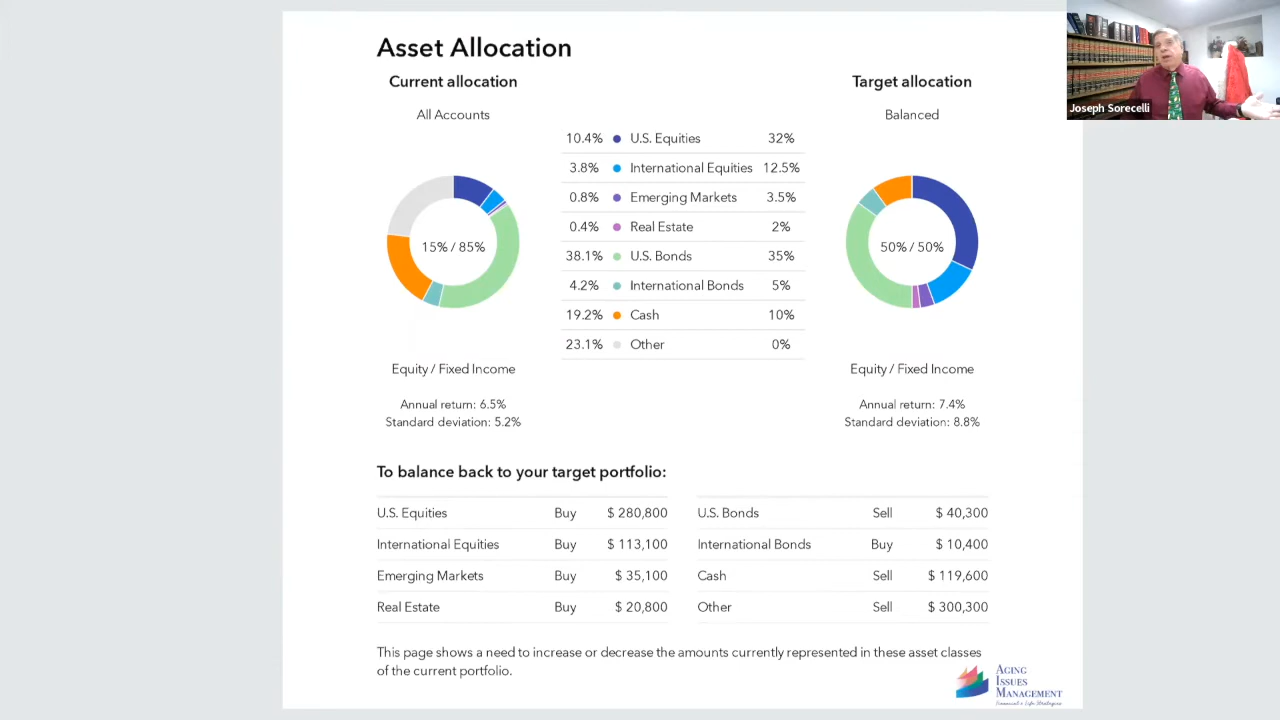 Asset Allocation
Current allocation
Target allocation
All Accounts
Balanced
10.4% U.S. Equities 32%
3.8% International Equities 12.5%
0.8% Emerging Markets 3.5%
0.4% Real Estate 2%
38.1% U.S. Bonds 35%
4.2% International Bonds 5%
19.2% Cash 10%
23.1% Other 0%
15% / 85%
50% / 50%
Equity / Fixed Income
Equity / Fixed Income
Annual return: 6.5%
Standard deviation: 5.2%
Annual return: 7.4%
Standard deviation: 8.8%
To balance back to your target portfolio:
U.S. Equities Buy $ 280,800
U.S. Bonds Sell $ 40,300
International Equities Buy $ 113,100
International Bonds Buy $ 10,400
Emerging Markets Buy $ 35,100
Cash Sell $ 119,600
Real Estate Buy $ 20,800
Other Sell $ 300,300
This page shows a need to increase or decrease the amounts currently represented in these asset classes
of the current portfolio.
Aging
Issues
Management
Financial & Life Strategies
Joseph Sorecelli